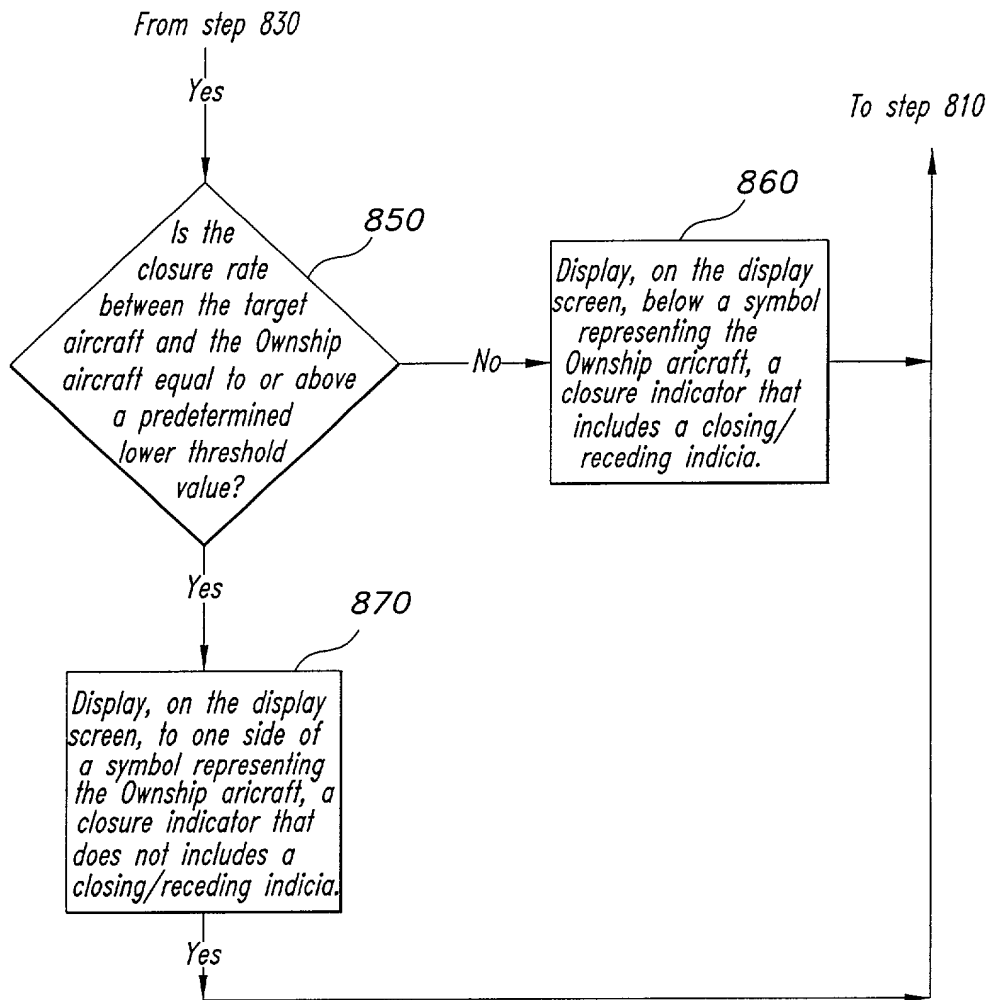 From step 830
Yes
To step 810
850
Is the
closure rate
between the target
aircraft and the Ownship
aircraft equal to or above
a predetermined
lower threshold
value?
No
860
Display, on the display
screen, below a symbol
representing the
Ownship aricraft, a
closure indicator that
includes a closing/
receding indicia.
Yes
870
Display, on the display
screen, to one side of
a symbol representing
the Ownship aricraft, a
closure indicator that
does not includes a
closing/receding indicia.
Yes